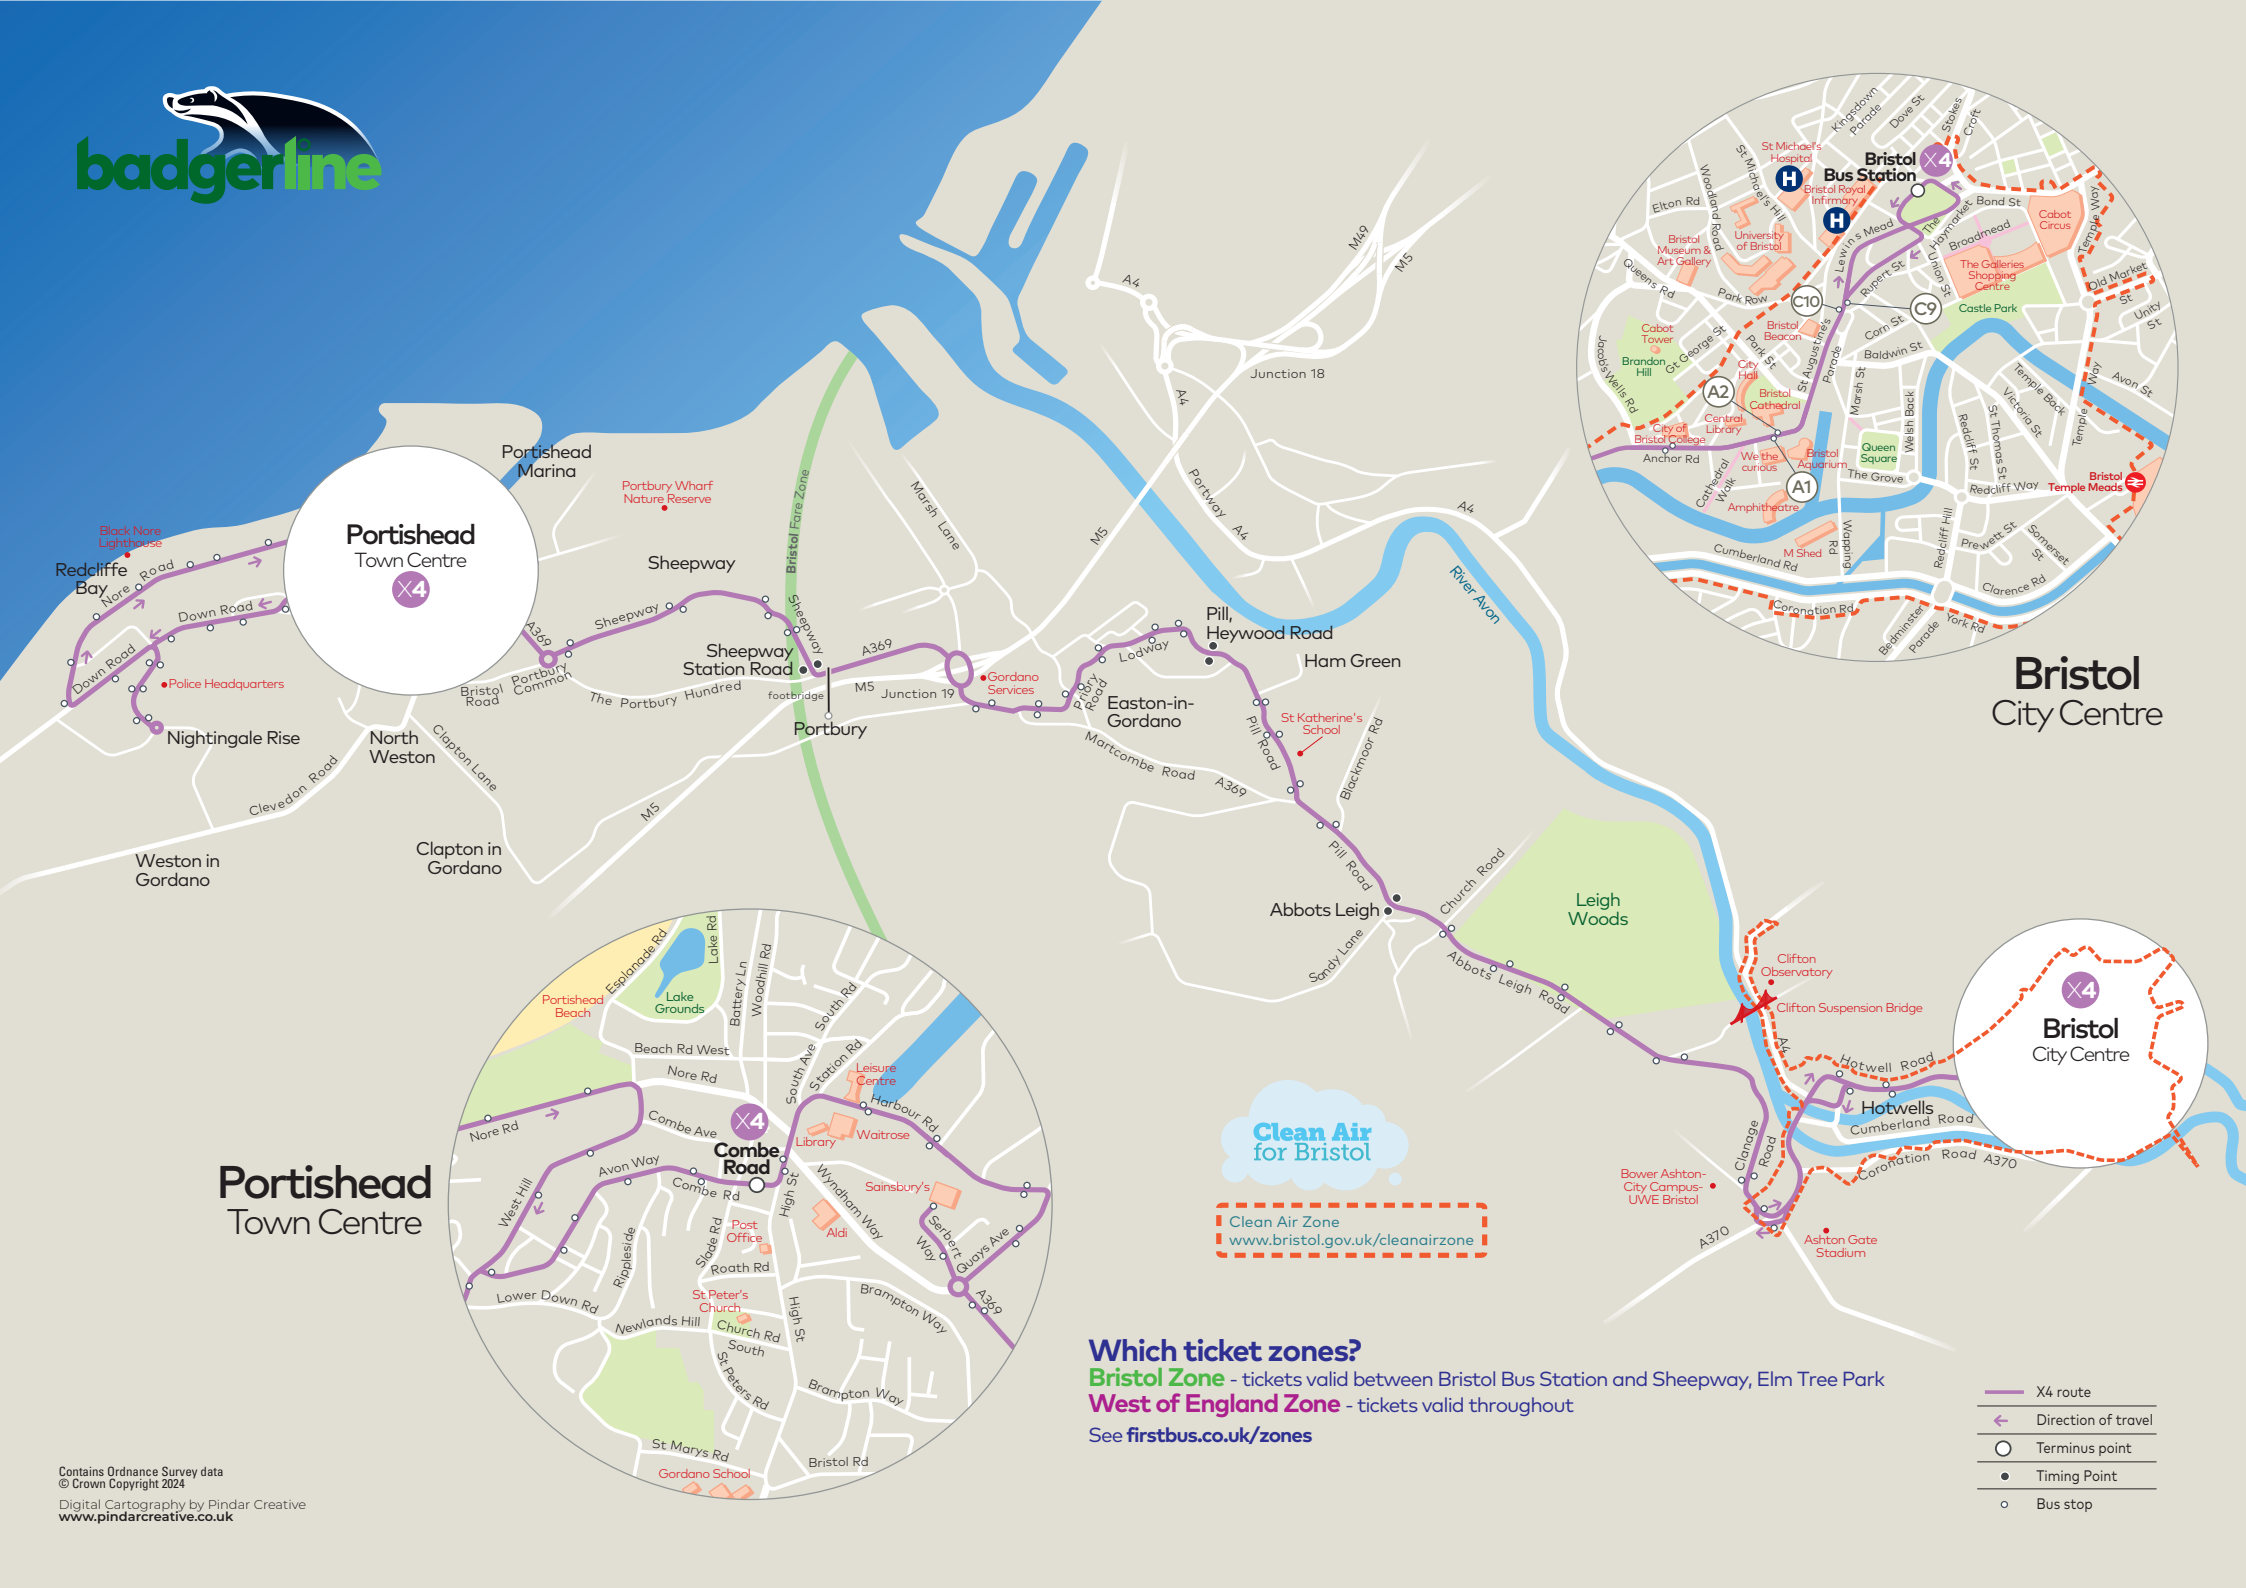 badgerline
Portishead
Marina
Portbury Wharf
Nature Reserve
Black Nore
Lighthouse
Redcliffe
Bay
Nore Road
Down Road
Down Road
Police Headquarters
Nightingale Rise
Portishead
Town Centre
X4
A369
Sheepway
Sheepway
Sheepway
Bristol Fare Zone
Sheepway
Station Road
Bristol
Road
Portbury
Common
The Portbury Hundred
footbridge
Portbury
A369
M5
Junction 19
Gordano
Services
North
Weston
Clapton Lane
Clevedon Road
Weston in
Gordano
Clapton in
Gordano
M5
Marsh Lane
M5
A4
A4
M49
M5
Junction 18
Portway
A4
A4
River Avon
Pill,
Heywood Road
Ham Green
Lodway
Priory
Road
Easton-in-
Gordano
Martcombe Road
A369
Pill Road
St Katherine's
School
Blackmoor Rd
Pill Road
Abbots Leigh
Church Road
Sandy Lane
Abbots Leigh Road
Leigh
Woods
Clifton
Observatory
Clifton Suspension Bridge
A4
Hotwell Road
Hotwells
Cumberland Road
Coronation Road A370
Clanage
Road
Bower Ashton-
City Campus-
UWE Bristol
A370
Ashton Gate
Stadium
X4
Bristol
City Centre
Kingsdown
Parade
Dove St
Stokes
Croft
St Michael's
Hospital
H
Bristol
Bus Station
X4
Bristol Royal
Infirmary
H
St Michael's Hill
Woodland Road
Elton Rd
University
of Bristol
Bristol
Museum &
Art Gallery
Queens Rd
Park Row
Lewins Mead
The
Haymarket
Bond St
Broadmead
Union St
Rupert St
Cabot
Circus
Temple Way
The Galleries
Shopping
Centre
Old Market
St
Unity
St
Castle Park
C10
C9
Bristol
Beacon
Corn St
Baldwin St
Cabot
Tower
Brandon
Hill
Gt George St
Park St
Jacob's Wells Rd
City
Hall
A2
Bristol
Cathedral
Central
Library
City of
Bristol College
St Augustine's
Parade
Marsh St
Welsh Back
Anchor Rd
Cathedral
Walk
We the
curious
Bristol
Aquarium
A1
Amphitheatre
M Shed
Queen
Square
The Grove
Wapping
Rd
Redcliff St
St Thomas St
Victoria St
Temple Back
Temple
Way
Avon St
Redcliff Way
Bristol
Temple Meads
Redcliff Hill
Prewett St
Somerset
St
Clarence Rd
Cumberland Rd
Coronation Rd
Bedminster
Parade
York Rd
Bristol
City Centre
Portishead
Town Centre
Esplanade Rd
Lake Rd
Portishead
Beach
Lake
Grounds
Battery Ln
Woodhill Rd
South Rd
Beach Rd West
Nore Rd
South Ave
Station Rd
Leisure
Centre
Harbour Rd
Nore Rd
Combe Ave
X4
Combe
Road
Library
Waitrose
Avon Way
Combe Rd
West Hill
High St
Wyndham Way
Sainsbury's
Aldi
Post
Office
Slade Rd
Rippleside
Roath Rd
Serbert
Way
Quays Ave
A369
Lower Down Rd
St Peter's
Church
Newlands Hill
Church Rd
South
High St
Brampton Way
St Peters Rd
Brampton Way
St Marys Rd
Bristol Rd
Gordano School
Clean Air
for Bristol
Clean Air Zone
www.bristol.gov.uk/cleanairzone
Which ticket zones?
Bristol Zone - tickets valid between Bristol Bus Station and Sheepway, Elm Tree Park
West of England Zone - tickets valid throughout
See firstbus.co.uk/zones
X4 route
Direction of travel
Terminus point
Timing Point
Bus stop
Contains Ordnance Survey data
© Crown Copyright 2024
Digital Cartography by Pindar Creative
www.pindarcreative.co.uk